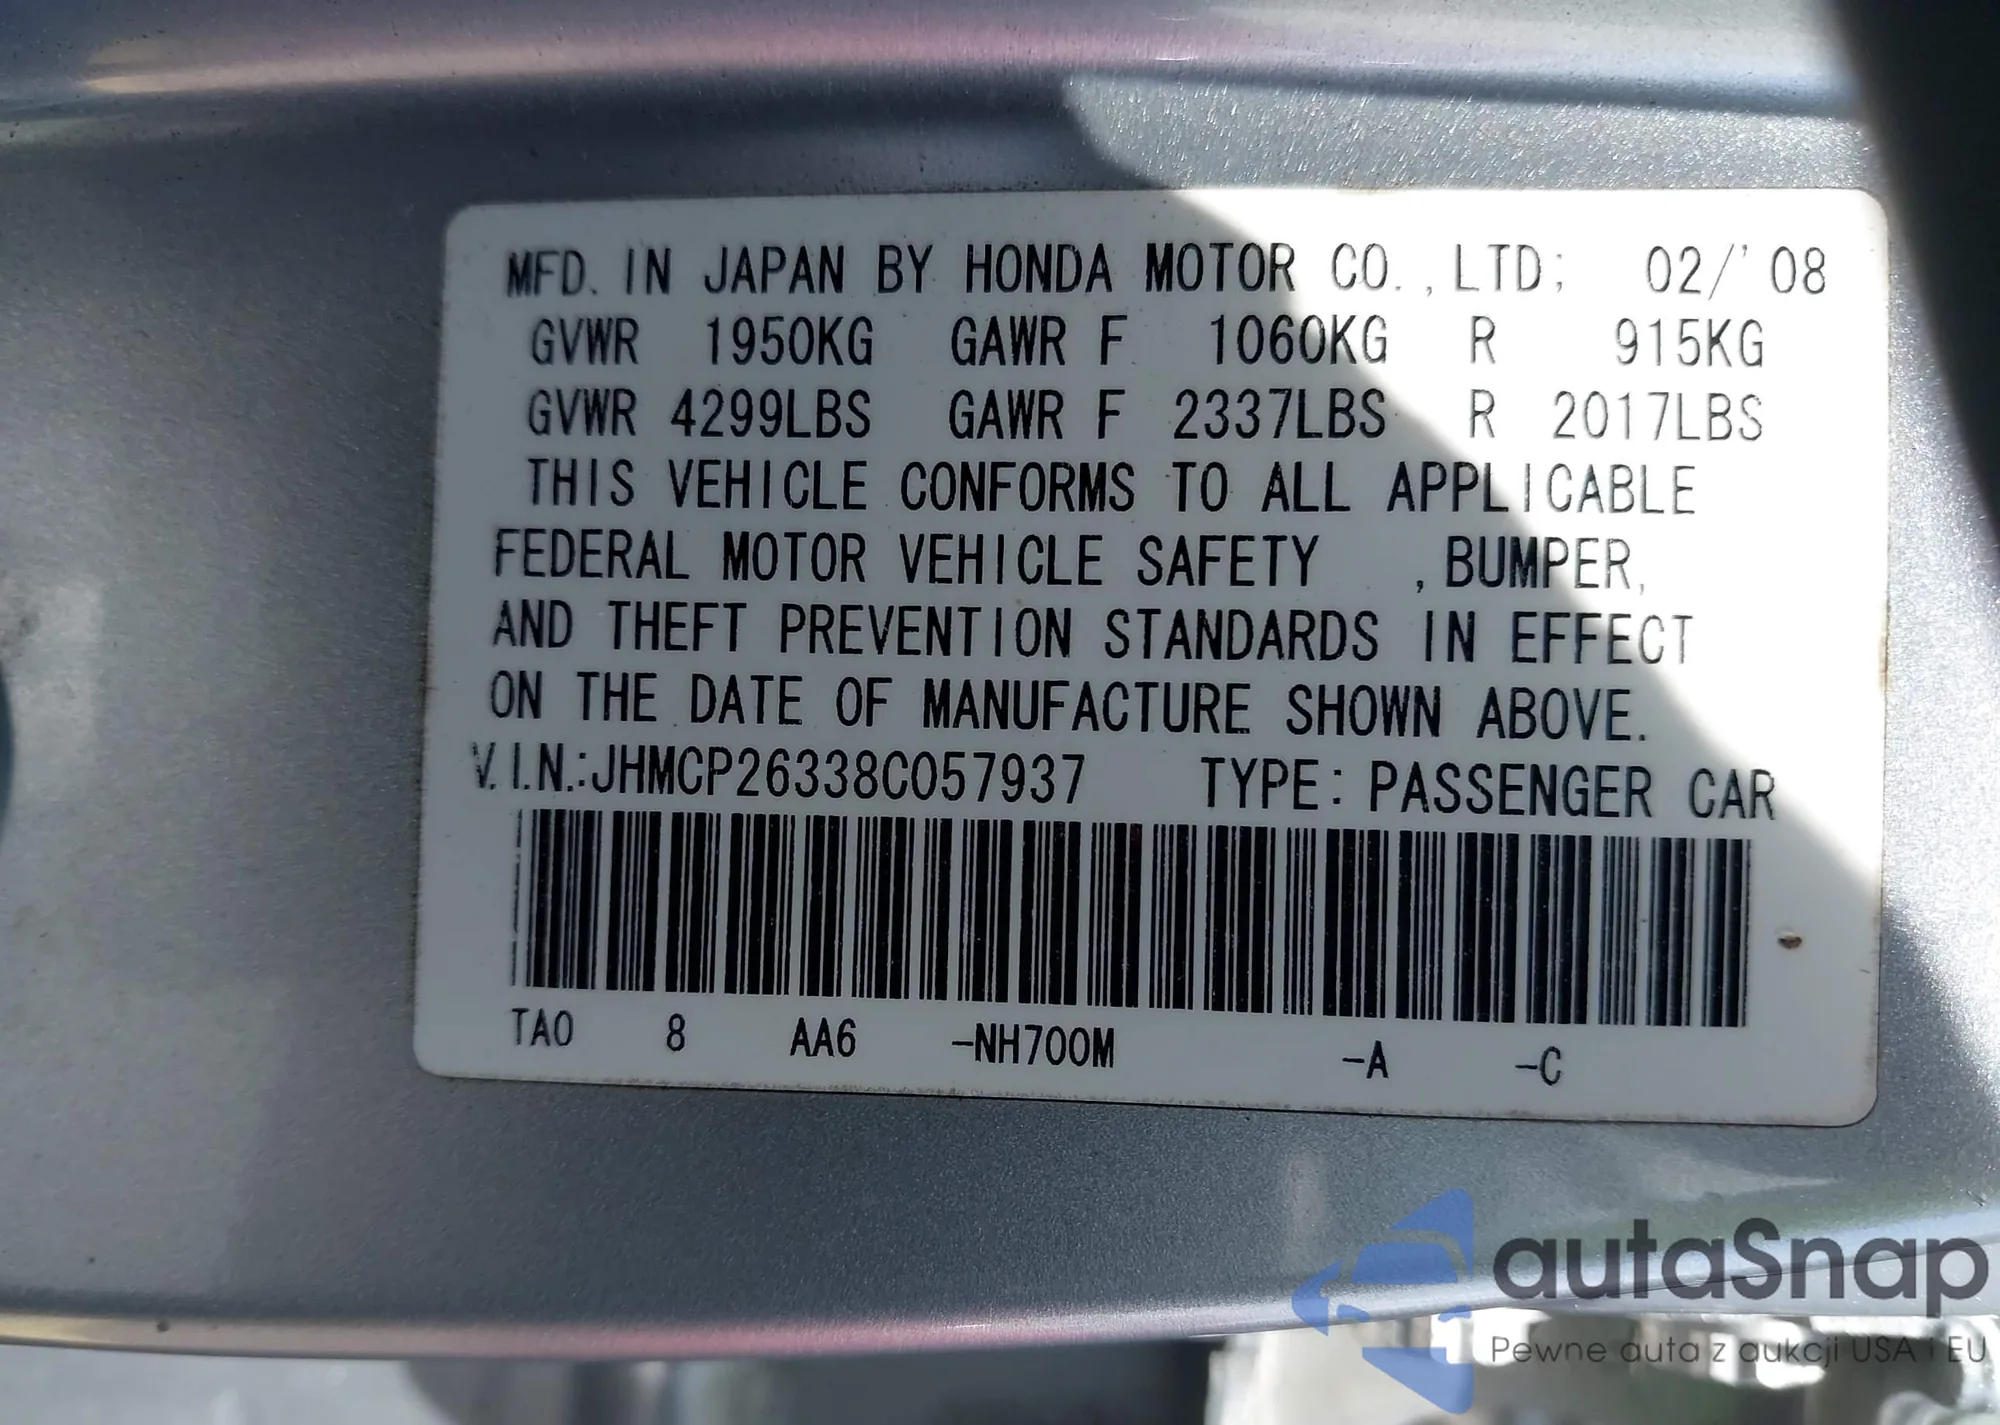 MFD. IN JAPAN BY HONDA MOTOR CO.,LTD; 02/'08
GVWR 1950KG GAWR F 1060KG R 915KG
GVWR 4299LBS GAWR F 2337LBS R 2017LBS
THIS VEHICLE CONFORMS TO ALL APPLICABLE
FEDERAL MOTOR VEHICLE SAFETY ,BUMPER,
AND THEFT PREVENTION STANDARDS IN EFFECT
ON THE DATE OF MANUFACTURE SHOWN ABOVE.
V.I.N.:JHMCP26338C057937 TYPE: PASSENGER CAR
TA0 8 AA6 -NH700M -A -C
autaSnap
Pewne auta z aukcji USA i EU